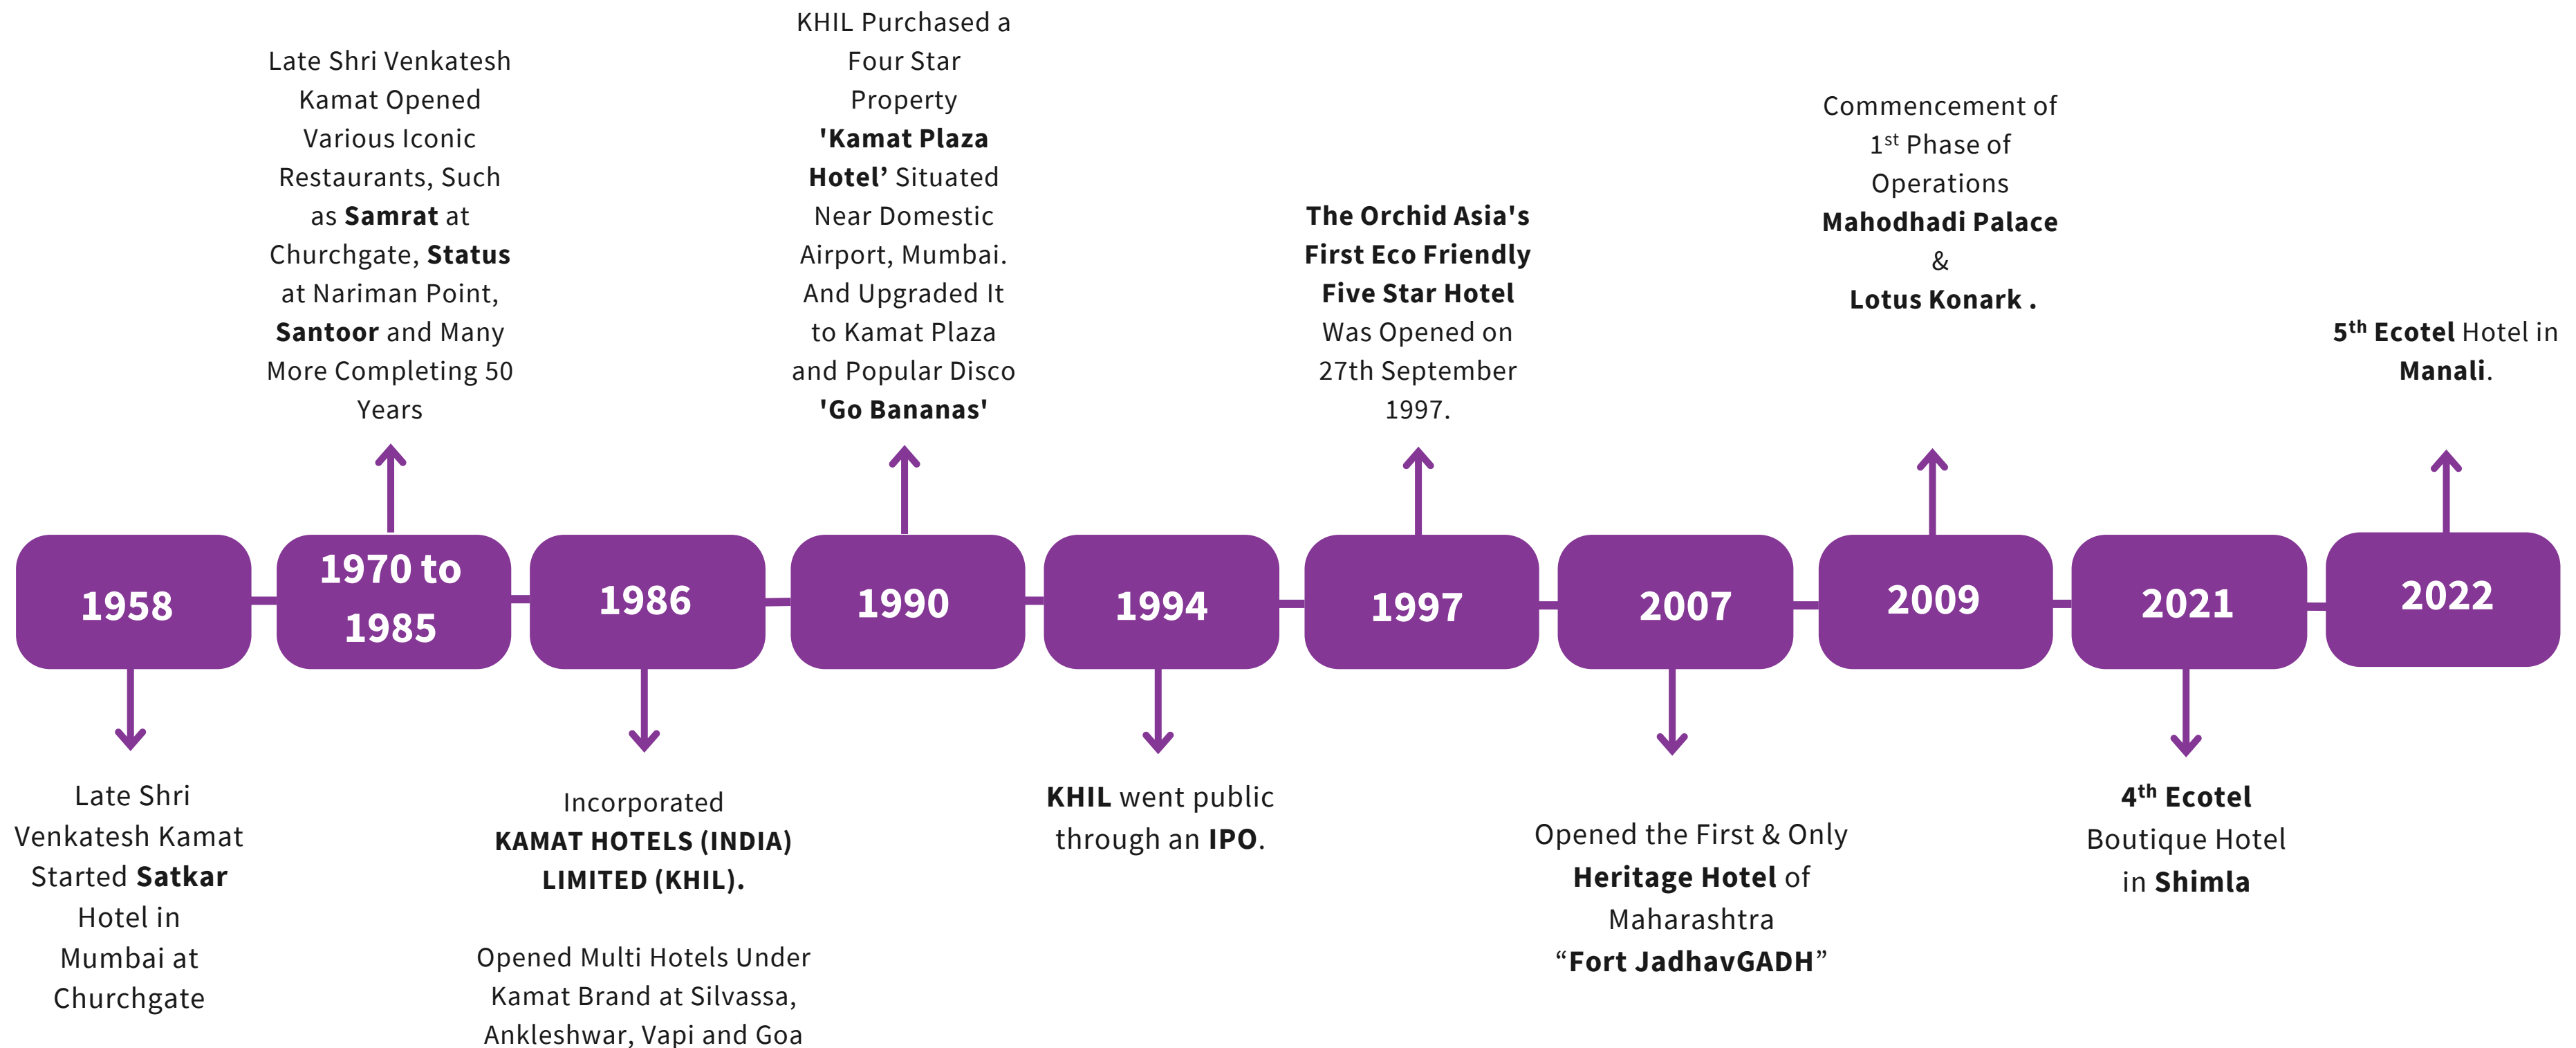 1958
Late Shri
Venkatesh Kamat
Started Satkar
Hotel in
Mumbai at
Churchgate
Late Shri Venkatesh
Kamat Opened
Various Iconic
Restaurants, Such
as Samrat at
Churchgate, Status
at Nariman Point,
Santoor and Many
More Completing 50
Years
1970 to
1985
1986
Incorporated
KAMAT HOTELS (INDIA)
LIMITED (KHIL).
Opened Multi Hotels Under
Kamat Brand at Silvassa,
Ankleshwar, Vapi and Goa
KHIL Purchased a
Four Star
Property
'Kamat Plaza
Hotel’ Situated
Near Domestic
Airport, Mumbai.
And Upgraded It
to Kamat Plaza
and Popular Disco
'Go Bananas'
1990
1994
KHIL went public
through an IPO.
The Orchid Asia's
First Eco Friendly
Five Star Hotel
Was Opened on
27th September
1997.
1997
2007
Opened the First & Only
Heritage Hotel of
Maharashtra
“Fort JadhavGADH”
Commencement of
1st Phase of
Operations
Mahodhadi Palace
&
Lotus Konark .
2009
2021
4th Ecotel
Boutique Hotel
in Shimla
5th Ecotel Hotel in
Manali.
2022